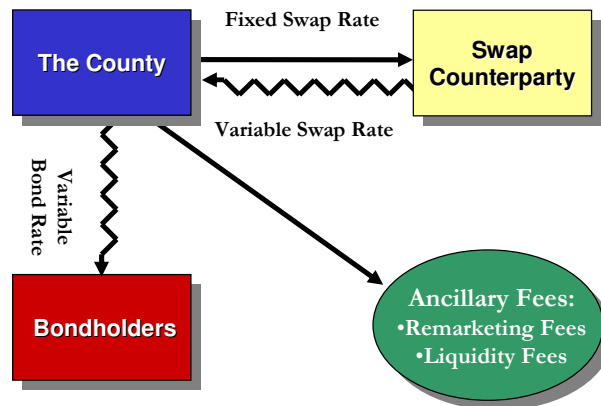 Fixed Swap Rate
The County
Swap
Counterparty
Variable Swap Rate
Variable
Bond Rate
Bondholders
Ancillary Fees:
•Remarketing Fees
•Liquidity Fees